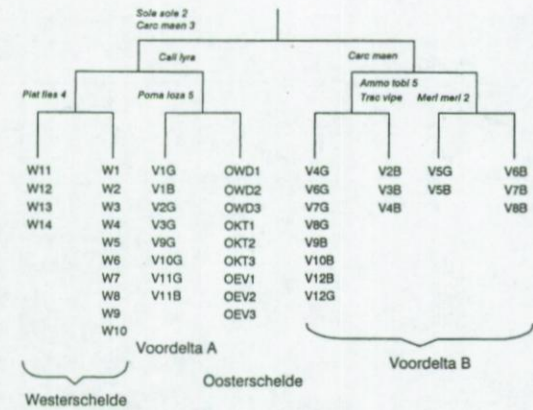 Sole sole 2
Carc maen 3
Call lyra
Carc maen
Plat fles 4
Poma loza 5
Ammo tobi 5
Trac vipe
Merl merl 2
W11 W1 V1G OWD1 V4G V2B V5G V6B
W12 W2 V1B OWD2 V6G V3B V5B V7B
W13 W3 V2G OWD3 V7G V4B V8B
W14 W4 V3G OKT1 V8G
W5 V9G OKT2 V9B
W6 V10G OKT3 V10B
W7 V11G OEV1 V12B
W8 V11B OEV2 V12G
W9 OEV3
W10
Voordelta A
Voordelta B
Oosterschelde
Westerschelde